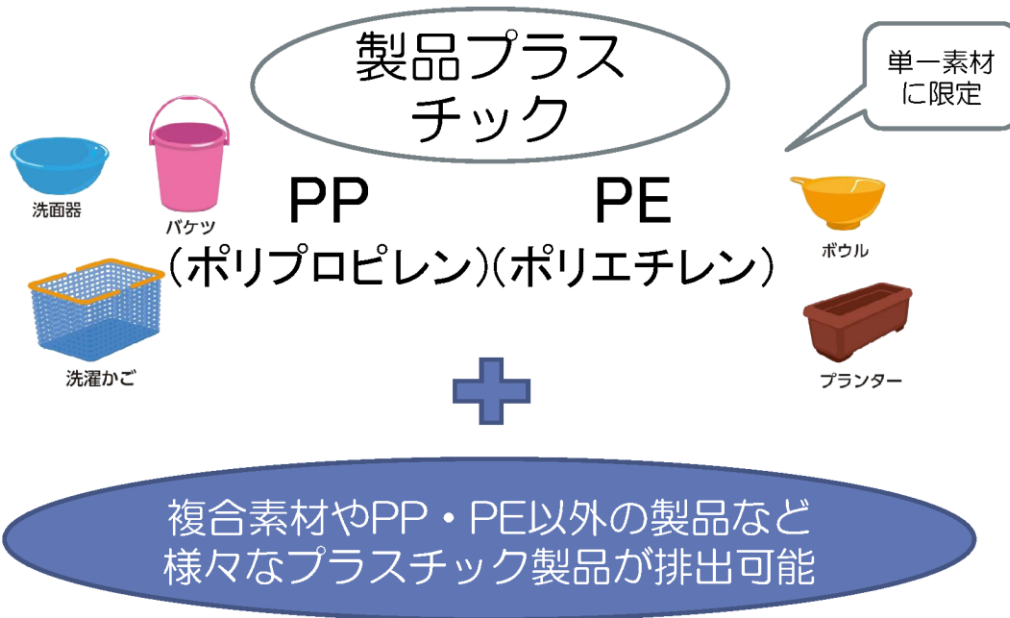 製品プラス
チック
単一素材
に限定
洗面器
バケツ
PP
PE
(ポリプロピレン)(ポリエチレン)
ボウル
洗濯かご
プランター
複合素材やPP・PE以外の製品など
様々なプラスチック製品が排出可能